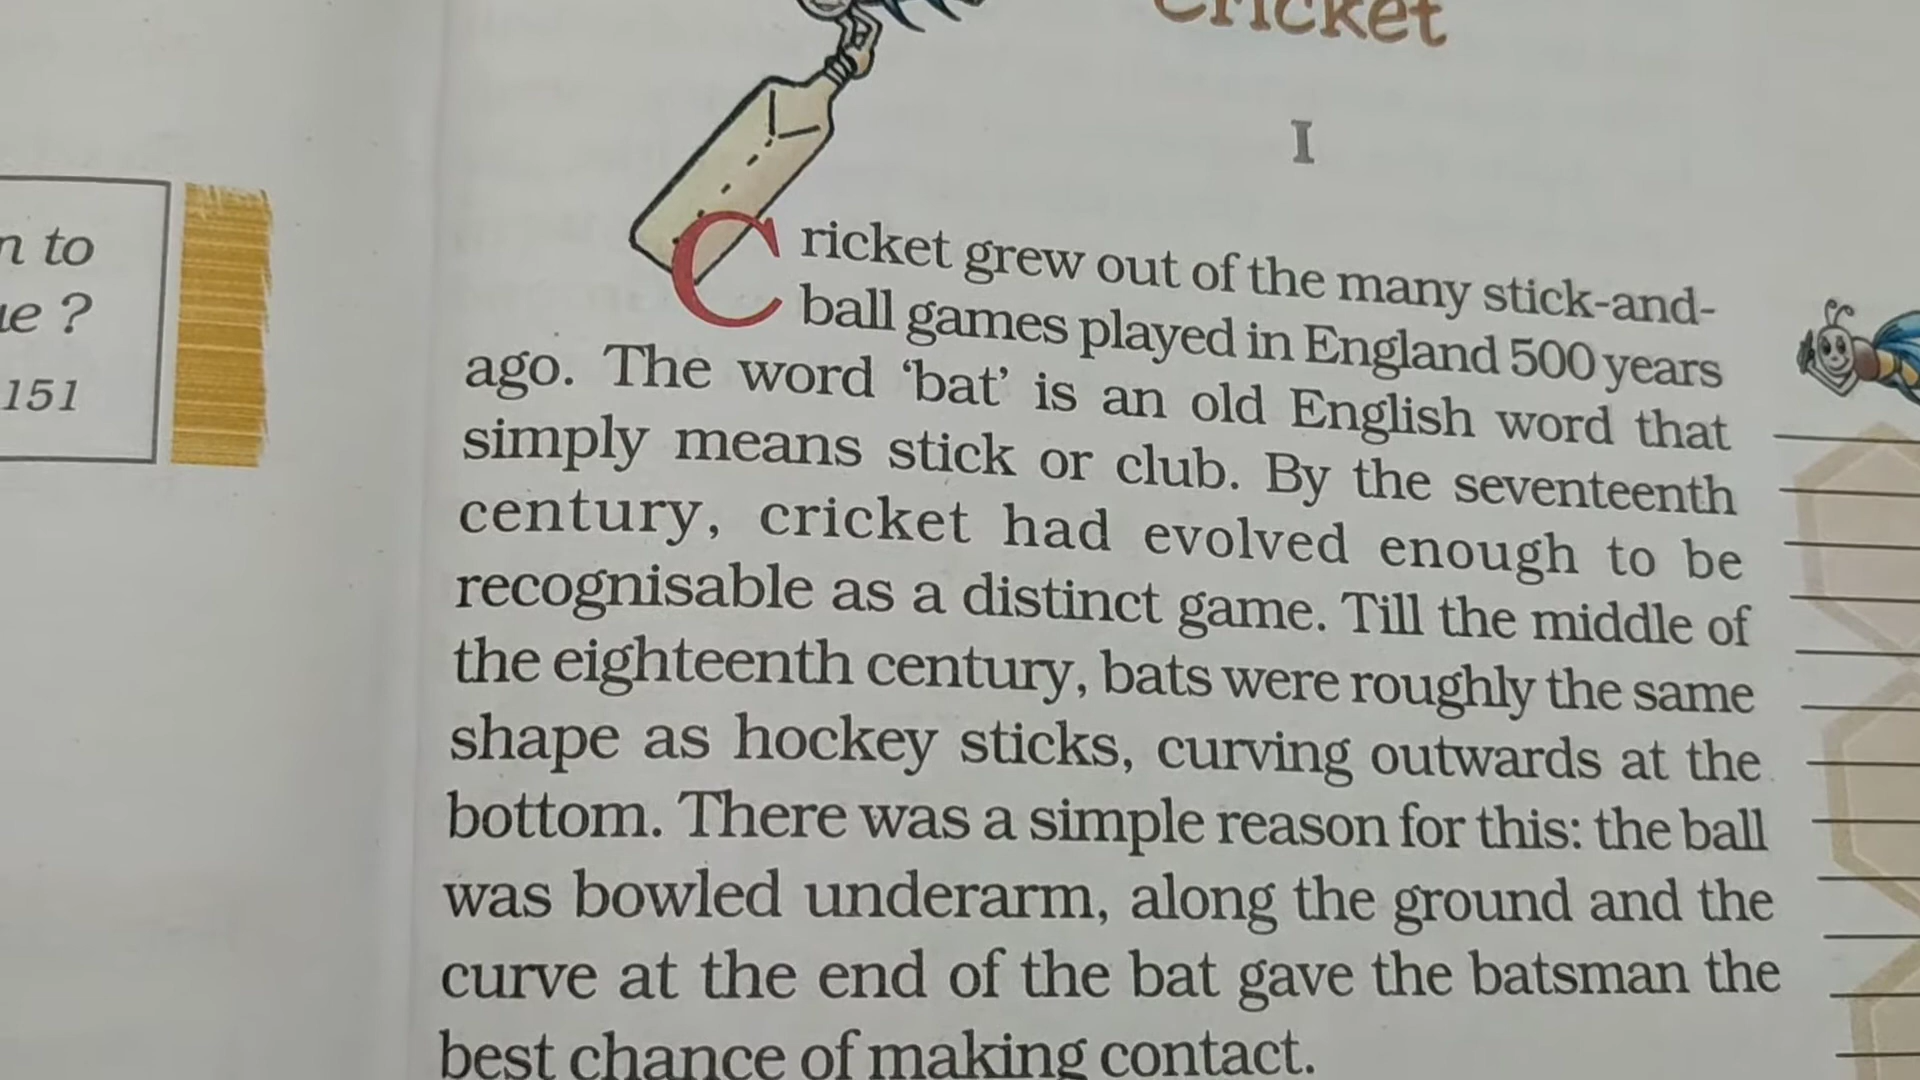 n to
ue ?
151
Cricket
I
Cricket grew out of the many stick-and-
ball games played in England 500 years
ago. The word ‘bat’ is an old English word that
simply means stick or club. By the seventeenth
century, cricket had evolved enough to be
recognisable as a distinct game. Till the middle of
the eighteenth century, bats were roughly the same
shape as hockey sticks, curving outwards at the
bottom. There was a simple reason for this: the ball
was bowled underarm, along the ground and the
curve at the end of the bat gave the batsman the
best chance of making contact.